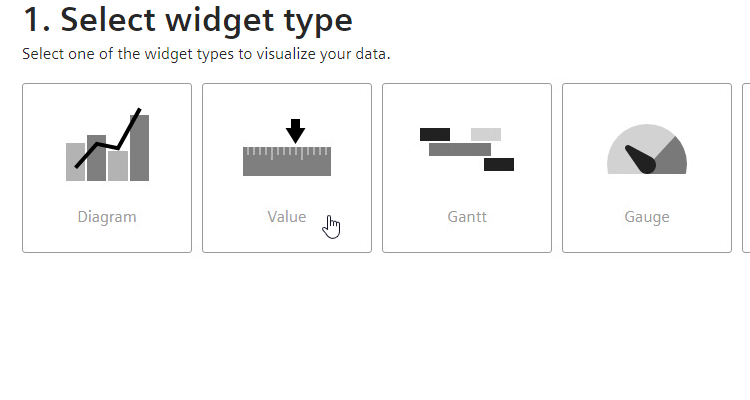 1. Select widget type
Select one of the widget types to visualize your data.
Diagram
Value
Gantt
Gauge